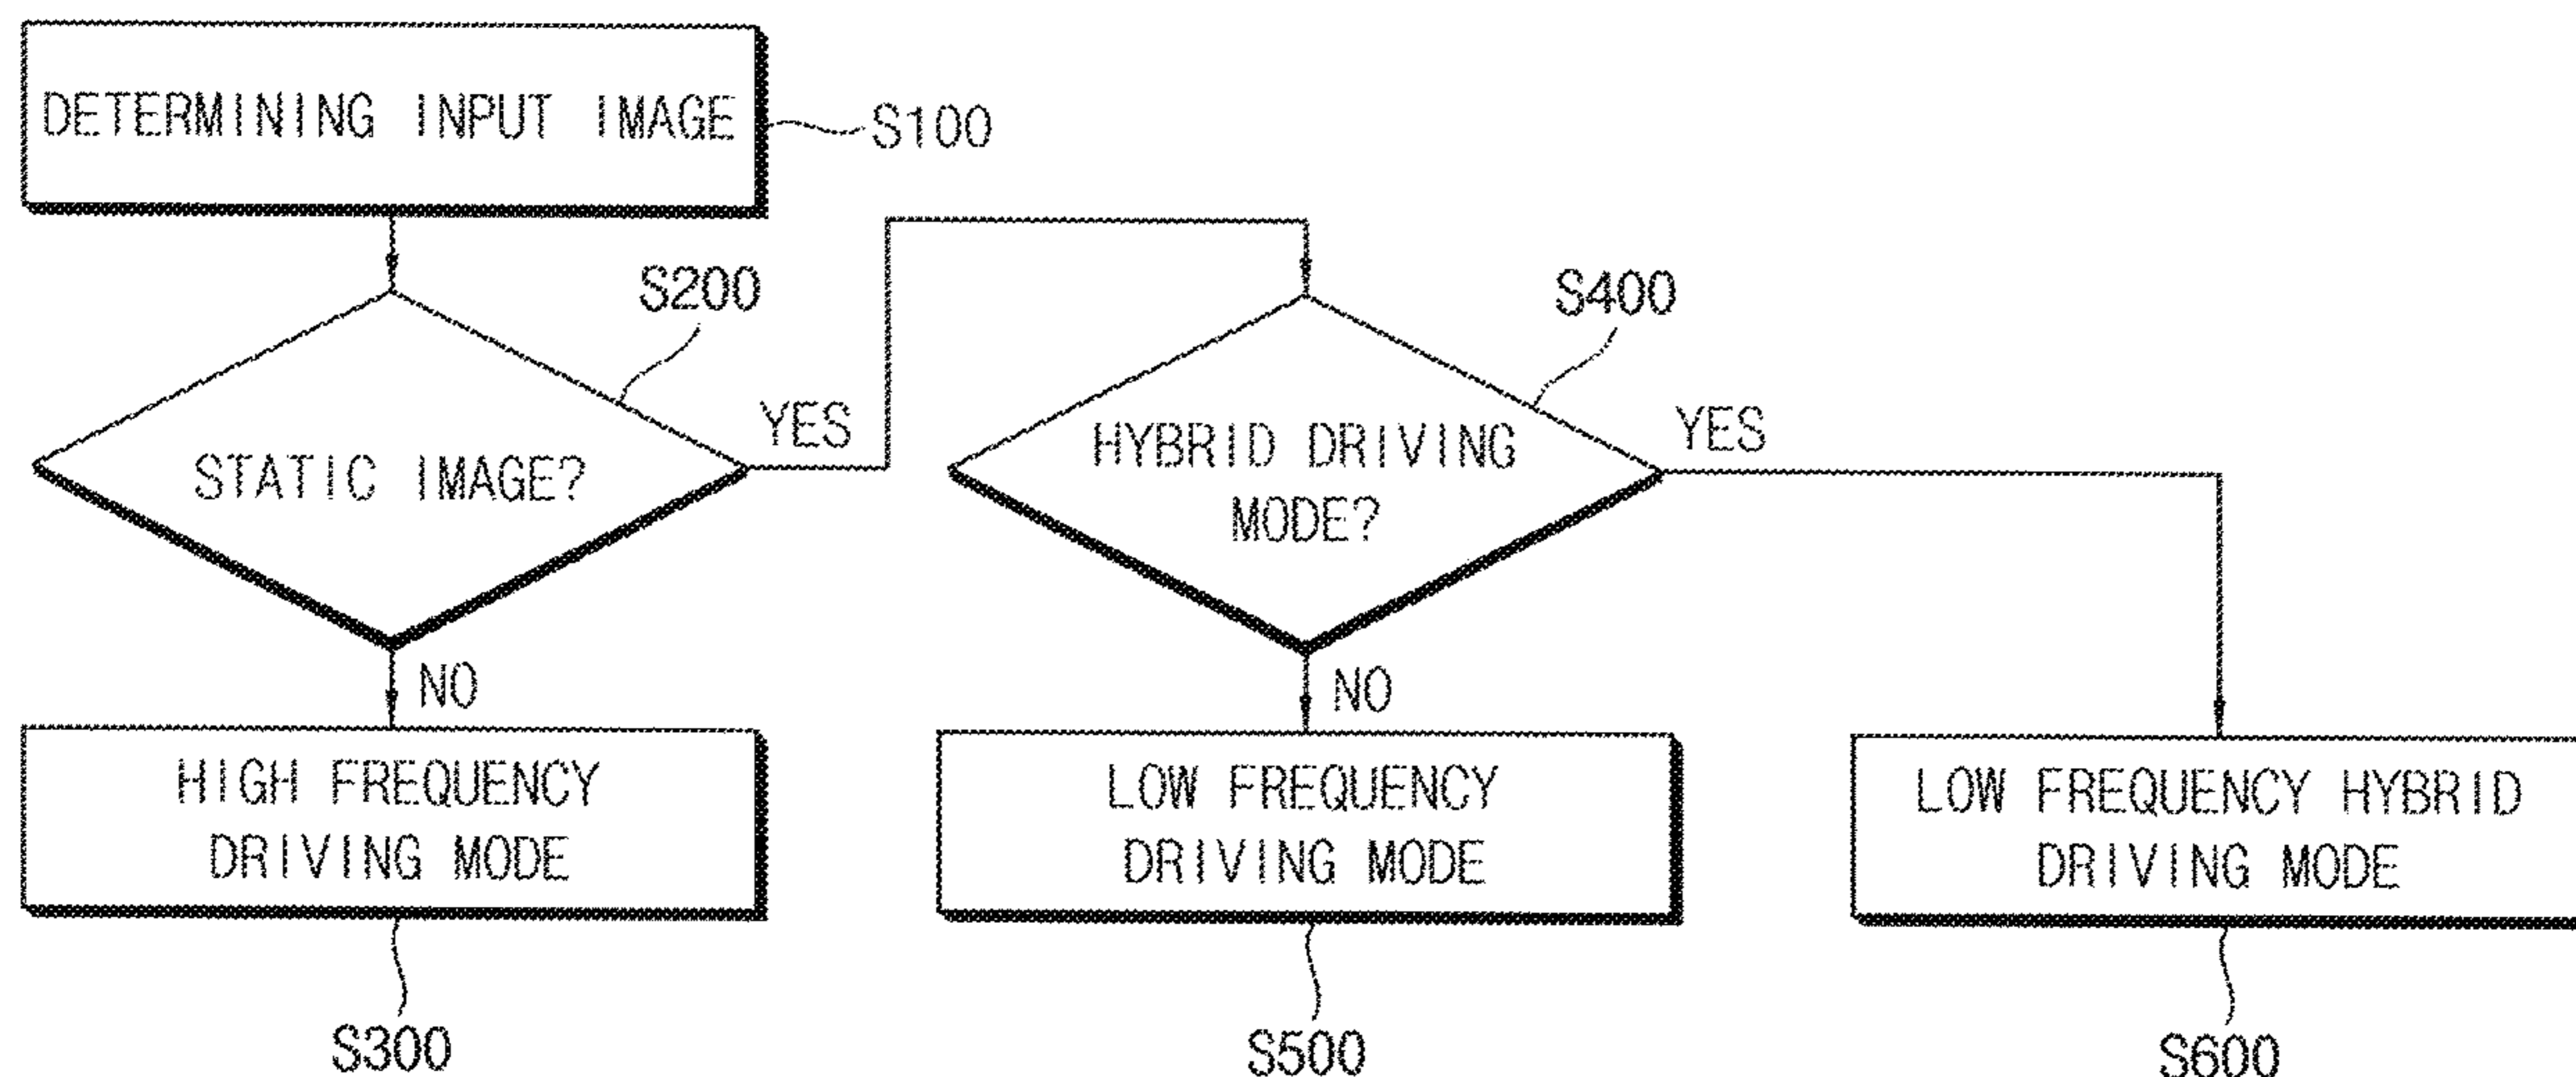 DETERMINING INPUT IMAGE
S100
S200
S400
STATIC IMAGE?
YES
HYBRID DRIVING
MODE?
YES
NO
NO
HIGH FREQUENCY
DRIVING MODE
LOW FREQUENCY
DRIVING MODE
LOW FREQUENCY HYBRID
DRIVING MODE
S300
S500
S600